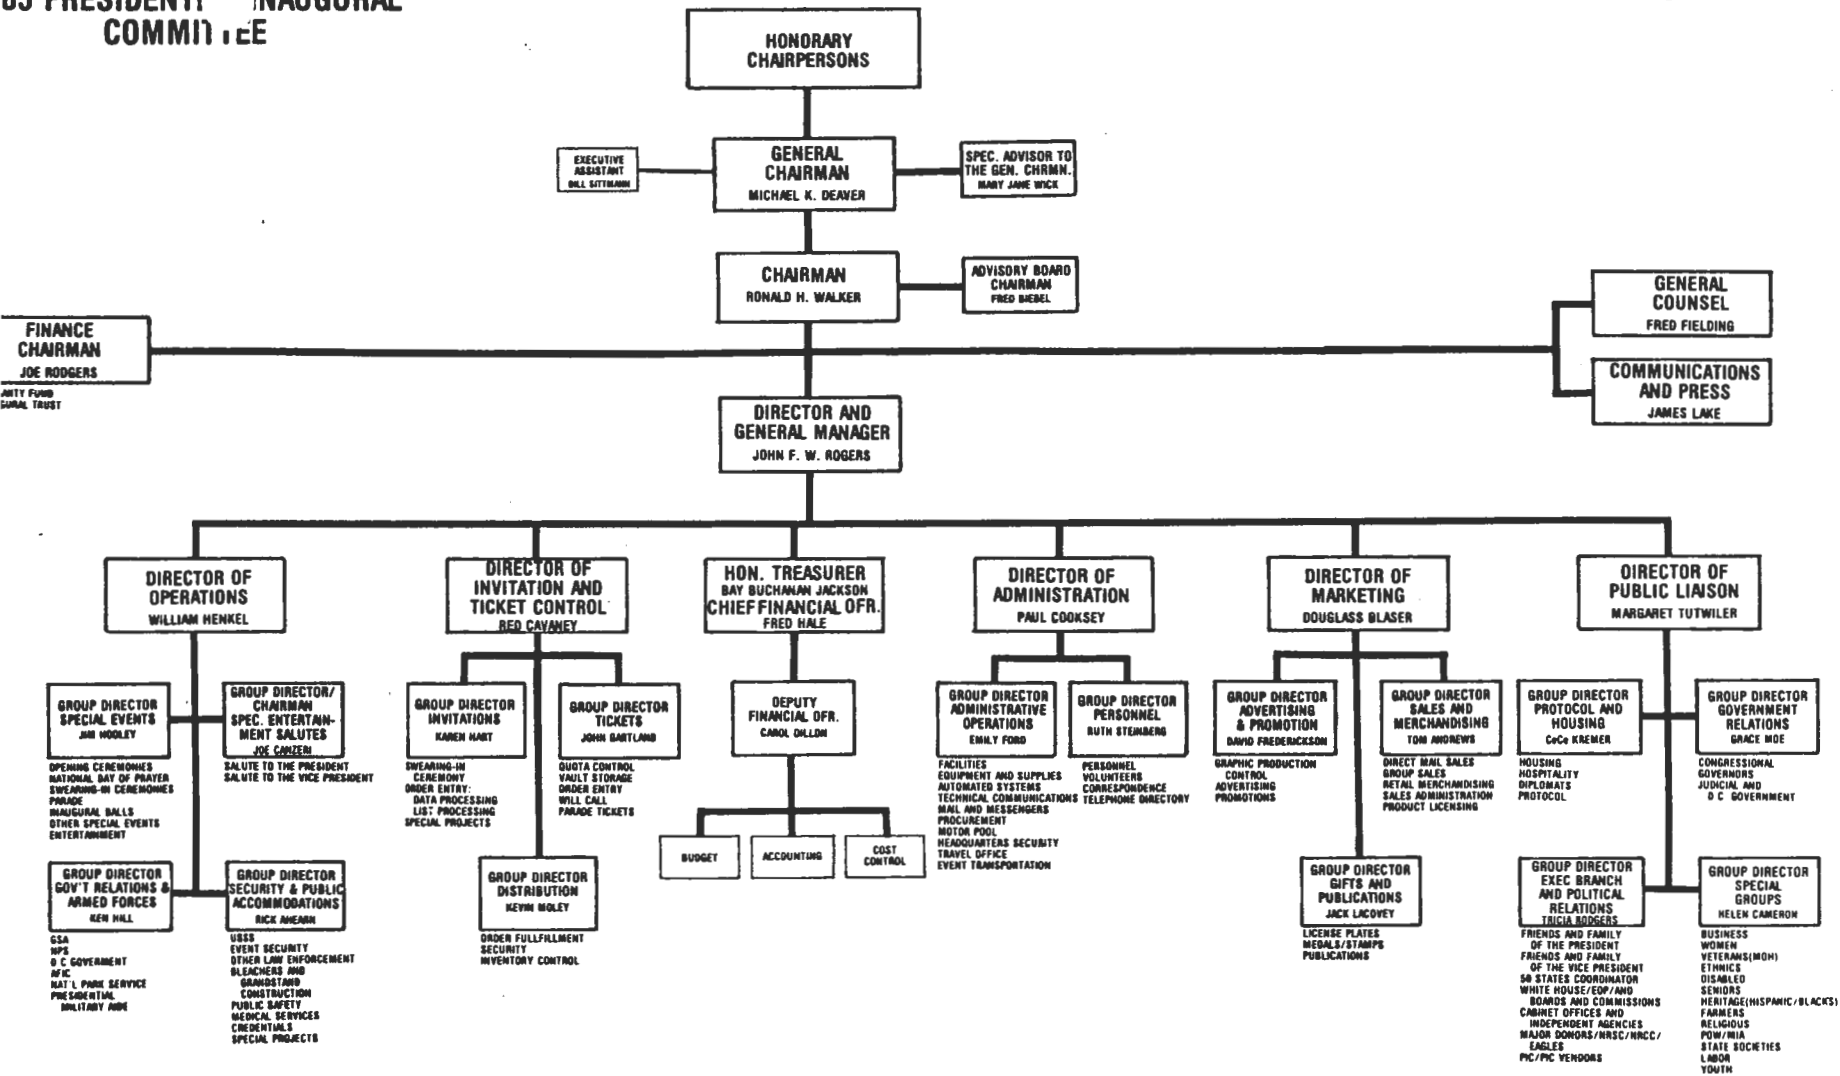 COMMITTEE
HONORARY
CHAIRPERSONS
EXECUTIVE
ASSISTANT
BILL SITTMANN
GENERAL
CHAIRMAN
MICHAEL K. DEAVER
SPEC. ADVISOR TO
THE GEN. CHRMN.
MARY JANE WICK
CHAIRMAN
RONALD H. WALKER
ADVISORY BOARD
CHAIRMAN
FRED BIEBEL
FINANCE
CHAIRMAN
JOE RODGERS
FUND
TRUST
GENERAL
COUNSEL
FRED FIELDING
COMMUNICATIONS
AND PRESS
JAMES LAKE
DIRECTOR AND
GENERAL MANAGER
JOHN F. W. ROGERS
DIRECTOR OF
OPERATIONS
WILLIAM HENKEL
DIRECTOR OF
INVITATION AND
TICKET CONTROL
RED CAVANEY
HON. TREASURER
BAY BUCHANAN JACKSON
CHIEF FINANCIAL OFR.
FRED HALE
DIRECTOR OF
ADMINISTRATION
PAUL COOKSEY
DIRECTOR OF
MARKETING
DOUGLASS BLASER
DIRECTOR OF
PUBLIC LIAISON
MARGARET TUTWILER
GROUP DIRECTOR
SPECIAL EVENTS
JIM HOOLEY
OPENING CEREMONIES
NATIONAL DAY OF PRAYER
SWEARING-IN CEREMONIES
PARADE
INAUGURAL BALLS
OTHER SPECIAL EVENTS
ENTERTAINMENT
GROUP DIRECTOR/
CHAIRMAN
SPEC. ENTERTAIN-
MENT SALUTES
JOE CANZERI
SALUTE TO THE PRESIDENT
SALUTE TO THE VICE PRESIDENT
GROUP DIRECTOR
INVITATIONS
KAREN HART
SWEARING-IN
CEREMONY
ORDER ENTRY:
DATA PROCESSING
LIST PROCESSING
SPECIAL PROJECTS
GROUP DIRECTOR
TICKETS
JOHN GARTLAND
QUOTA CONTROL
VAULT STORAGE
ORDER ENTRY
WILL CALL
PARADE TICKETS
DEPUTY
FINANCIAL OFR.
CAROL DILLON
GROUP DIRECTOR
ADMINISTRATIVE
OPERATIONS
EMILY FORD
FACILITIES
EQUIPMENT AND SUPPLIES
AUTOMATED SYSTEMS
TECHNICAL COMMUNICATIONS
MAIL AND MESSENGERS
PROCUREMENT
MOTOR POOL
HEADQUARTERS SECURITY
TRAVEL OFFICE
EVENT TRANSPORTATION
GROUP DIRECTOR
PERSONNEL
RUTH STEINBERG
PERSONNEL
VOLUNTEERS
CORRESPONDENCE
TELEPHONE DIRECTORY
GROUP DIRECTOR
ADVERTISING
& PROMOTION
DAVID FREDERICKSON
GRAPHIC PRODUCTION
CONTROL
ADVERTISING
PROMOTIONS
GROUP DIRECTOR
SALES AND
MERCHANDISING
TOM ANDREWS
DIRECT MAIL SALES
GROUP SALES
RETAIL MERCHANDISING
SALES ADMINISTRATION
PRODUCT LICENSING
GROUP DIRECTOR
PROTOCOL AND
HOUSING
CeCe KREMER
HOUSING
HOSPITALITY
DIPLOMATS
PROTOCOL
GROUP DIRECTOR
GOVERNMENT
RELATIONS
GRACE MOE
CONGRESSIONAL
GOVERNORS
JUDICIAL AND
D C GOVERNMENT
BUDGET
ACCOUNTING
COST
CONTROL
GROUP DIRECTOR
GOV'T RELATIONS &
ARMED FORCES
KEN HILL
GSA
NPS
D C GOVERMENT
AFIC
NAT'L PARK SERVICE
PRESIDENTIAL
MILITARY AIDE
GROUP DIRECTOR
SECURITY & PUBLIC
ACCOMMODATIONS
RICK AHEARN
USSS
EVENT SECURITY
OTHER LAW ENFORCEMENT
BLEACHERS AND
GRANDSTAND
CONSTRUCTION
PUBLIC SAFETY
MEDICAL SERVICES
CREDENTIALS
SPECIAL PROJECTS
GROUP DIRECTOR
DISTRIBUTION
KEVIN MOLEY
ORDER FULLFILLMENT
SECURITY
INVENTORY CONTROL
GROUP DIRECTOR
GIFTS AND
PUBLICATIONS
JACK LACOVEY
LICENSE PLATES
MEDALS/STAMPS
PUBLICATIONS
GROUP DIRECTOR
EXEC BRANCH
AND POLITICAL
RELATIONS
TRICIA RODGERS
FRIENDS AND FAMILY
OF THE PRESIDENT
FRIENDS AND FAMILY
OF THE VICE PRESIDENT
50 STATES COORDINATOR
WHITE HOUSE/EOP/AND
BOARDS AND COMMISSIONS
CABINET OFFICES AND
INDEPENDENT AGENCIES
MAJOR DONORS/NRSC/NRCC/
EAGLES
PIC/PIC VENDORS
GROUP DIRECTOR
SPECIAL
GROUPS
HELEN CAMERON
BUSINESS
WOMEN
VETERANS(MOH)
ETHNICS
DISABLED
SENIORS
HERITAGE(HISPANIC/BLACKS)
FARMERS
RELIGIOUS
POW/MIA
STATE SOCIETIES
LABOR
YOUTH